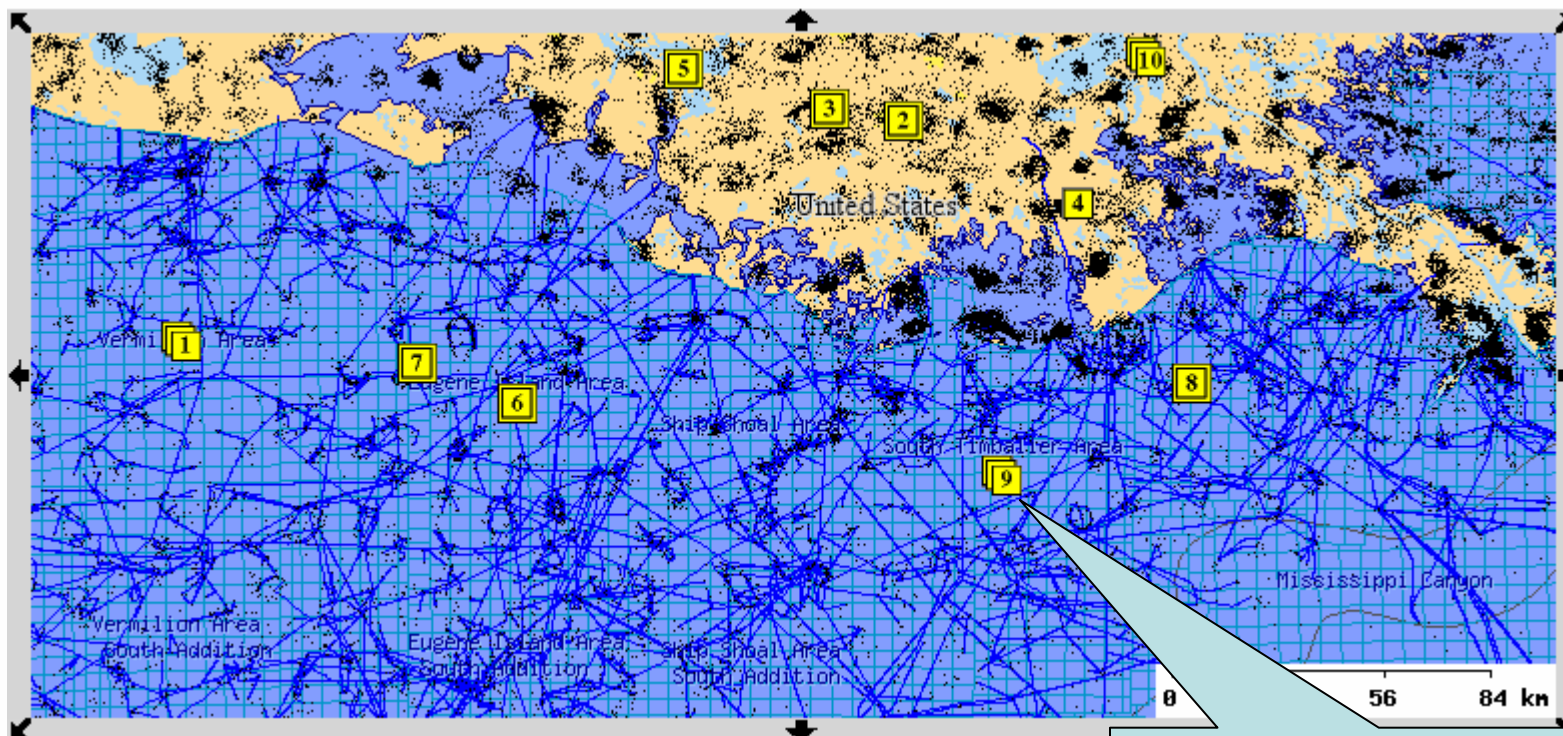 5
10
3
2
United States
4
1
Vermilion Areas
7
Eugene Island Area
6
8
Ship Shoal Area
South Timbalier Area
9
Mississippi Canyon
Vermilion Area
South Addition
Eugene Island Area
South Addition
Ship Shoal Area
South Addition
0 56 84 km